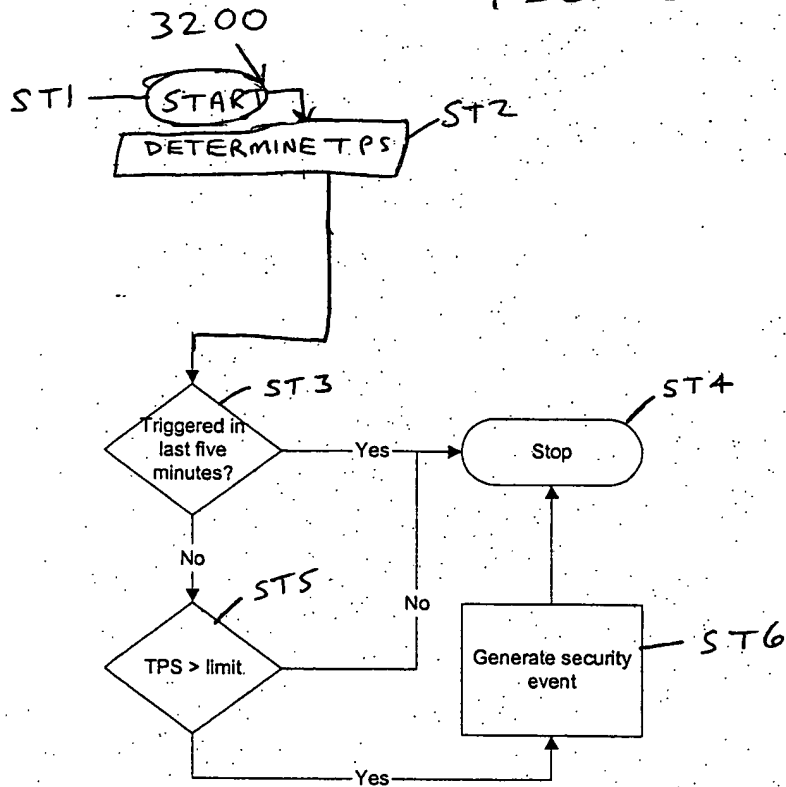 3200
ST1
START
ST2
DETERMINE TPS
ST3
Triggered in
last five
minutes?
Yes
ST4
Stop
No
ST5
TPS > limit.
No
Generate security
event
ST6
Yes